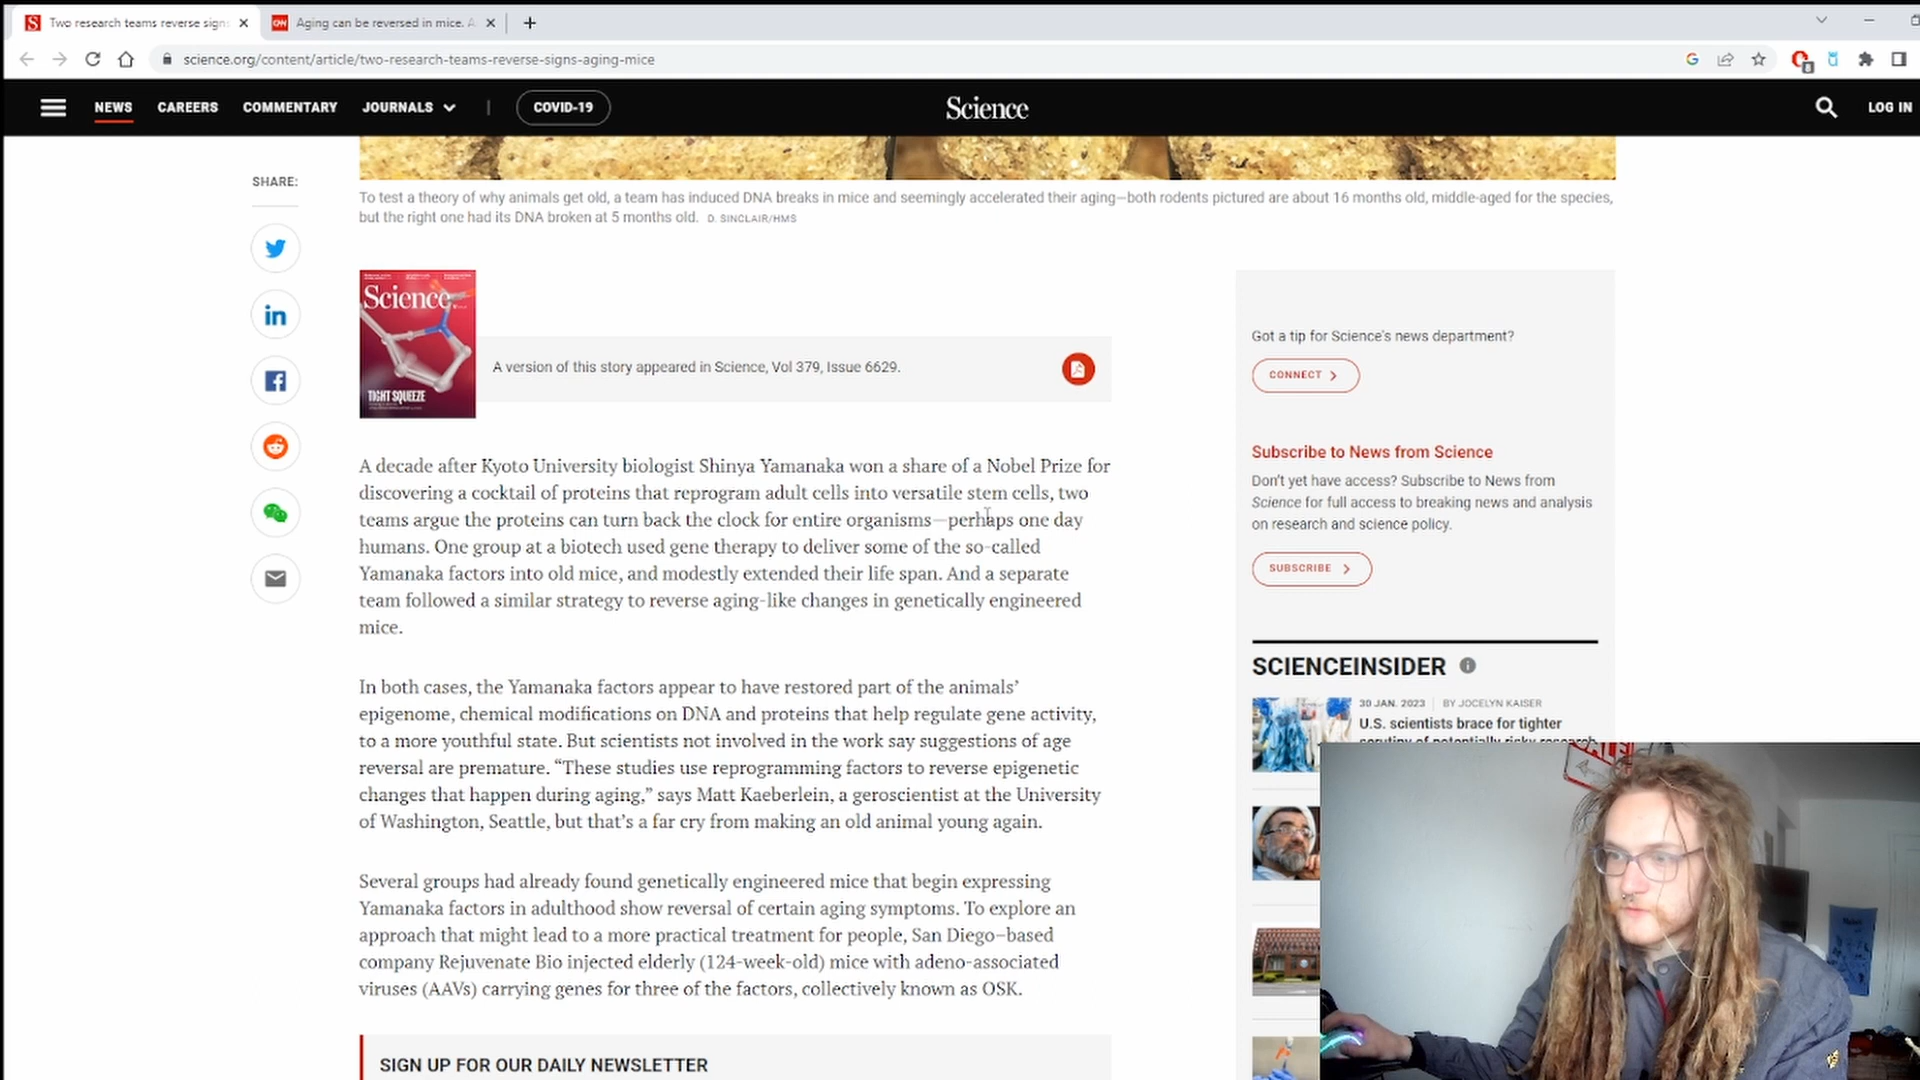 Two research teams reverse signs
Aging can be reversed in mice. A
science.org/content/article/two-research-teams-reverse-signs-aging-mice
NEWS CAREERS COMMENTARY JOURNALS | COVID-19 Science LOG IN
SHARE:
To test a theory of why animals get old, a team has induced DNA breaks in mice and seemingly accelerated their aging—both rodents pictured are about 16 months old, middle-aged for the species,
but the right one had its DNA broken at 5 months old. D. SINCLAIR/HMS
Science
TIGHT SQUEEZE
A version of this story appeared in Science, Vol 379, Issue 6629.
A decade after Kyoto University biologist Shinya Yamanaka won a share of a Nobel Prize for
discovering a cocktail of proteins that reprogram adult cells into versatile stem cells, two
teams argue the proteins can turn back the clock for entire organisms—perhaps one day
humans. One group at a biotech used gene therapy to deliver some of the so-called
Yamanaka factors into old mice, and modestly extended their life span. And a separate
team followed a similar strategy to reverse aging-like changes in genetically engineered
mice.
In both cases, the Yamanaka factors appear to have restored part of the animals’
epigenome, chemical modifications on DNA and proteins that help regulate gene activity,
to a more youthful state. But scientists not involved in the work say suggestions of age
reversal are premature. “These studies use reprogramming factors to reverse epigenetic
changes that happen during aging,” says Matt Kaeberlein, a geroscientist at the University
of Washington, Seattle, but that’s a far cry from making an old animal young again.
Several groups had already found genetically engineered mice that begin expressing
Yamanaka factors in adulthood show reversal of certain aging symptoms. To explore an
approach that might lead to a more practical treatment for people, San Diego–based
company Rejuvenate Bio injected elderly (124-week-old) mice with adeno-associated
viruses (AAVs) carrying genes for three of the factors, collectively known as OSK.
SIGN UP FOR OUR DAILY NEWSLETTER
Got a tip for Science's news department?
CONNECT
Subscribe to News from Science
Don't yet have access? Subscribe to News from
Science for full access to breaking news and analysis
on research and science policy.
SUBSCRIBE
SCIENCEINSIDER
30 JAN. 2023 | BY JOCELYN KAISER
U.S. scientists brace for tighter
scrutiny of potentially risky research